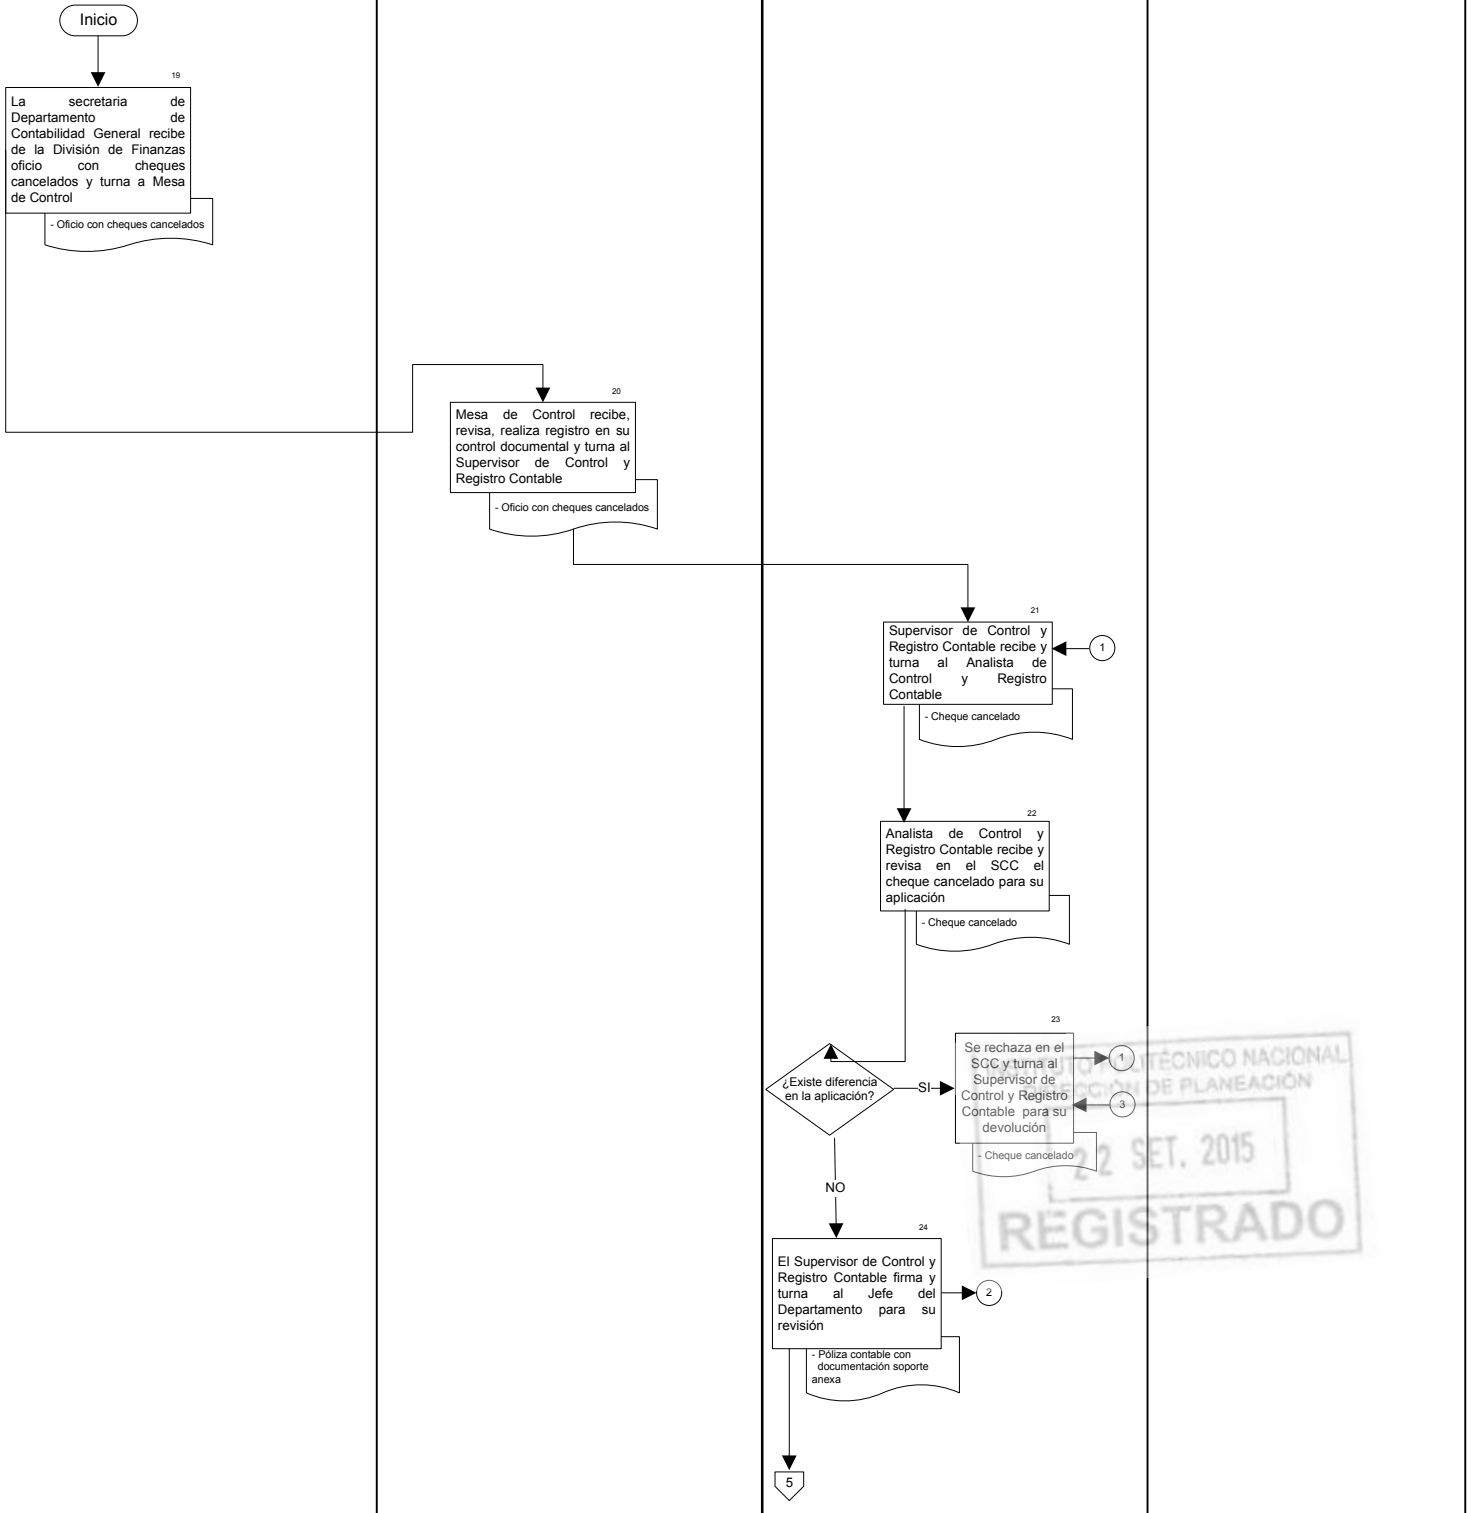 Inicio
19
La secretaria de
Departamento de
Contabilidad General recibe
de la División de Finanzas
oficio con cheques
cancelados y turna a Mesa
de Control
- Oficio con cheques cancelados
20
Mesa de Control recibe,
revisa, realiza registro en su
control documental y turna al
Supervisor de Control y
Registro Contable
- Oficio con cheques cancelados
21
Supervisor de Control y
Registro Contable recibe y
turna al Analista de
Control y Registro
Contable
1
- Cheque cancelado
22
Analista de Control y
Registro Contable recibe y
revisa en el SCC el
cheque cancelado para su
aplicación
- Cheque cancelado
¿Existe diferencia
en la aplicación?
SI
23
Se rechaza en el
SCC y turna al
Supervisor de
Control y Registro
Contable para su
devolución
1
3
- Cheque cancelado
INSTITUTO POLITÉCNICO NACIONAL
DIRECCIÓN DE PLANEACIÓN
22 SET. 2015
REGISTRADO
NO
24
El Supervisor de Control y
Registro Contable firma y
turna al Jefe del
Departamento para su
revisión
2
- Póliza contable con
documentación soporte
anexa
5